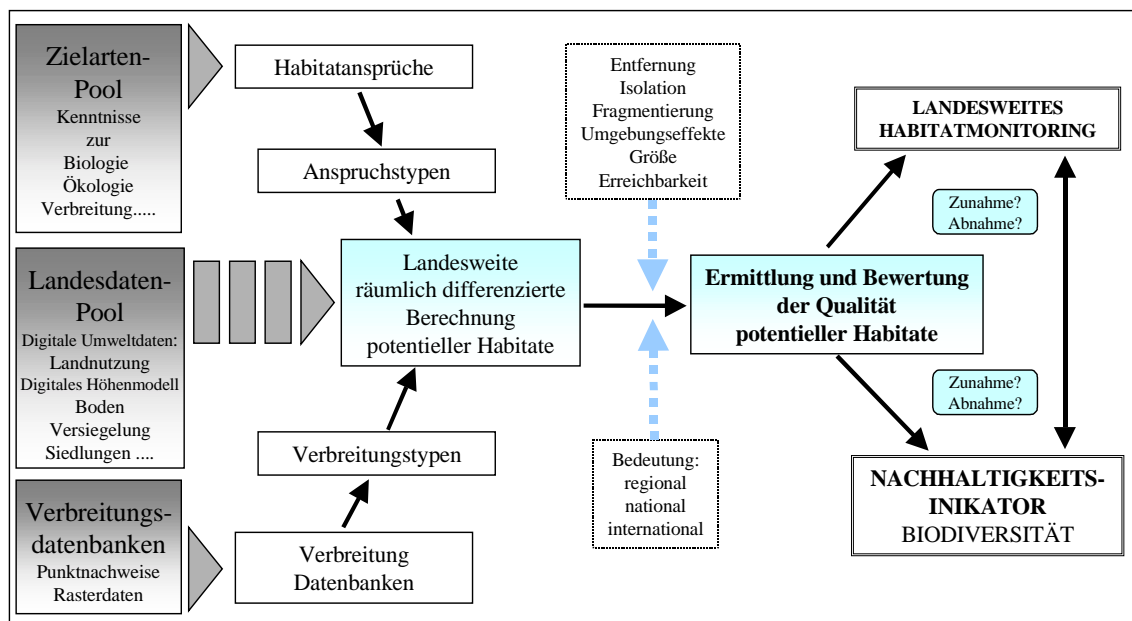 Zielarten-
Pool
Kenntnisse
zur
Biologie
Ökologie
Verbreitung.....
Habitatansprüche
Anspruchstypen
Landesdaten-
Pool
Digitale Umweltdaten:
Landnutzung
Digitales Höhenmodell
Boden
Versiegelung
Siedlungen ....
Landesweite
räumlich differenzierte
Berechnung
potentieller Habitate
Verbreitungstypen
Verbreitungs-
datenbanken
Punktnachweise
Rasterdaten
Verbreitung
Datenbanken
Entfernung
Isolation
Fragmentierung
Umgebungseffekte
Größe
Erreichbarkeit
Ermittlung und Bewertung
der Qualität
potentieller Habitate
Bedeutung:
regional
national
international
LANDESWEITES
HABITATMONITORING
Zunahme?
Abnahme?
Zunahme?
Abnahme?
NACHHALTIGKEITS-
INIKATOR
BIODIVERSITÄT